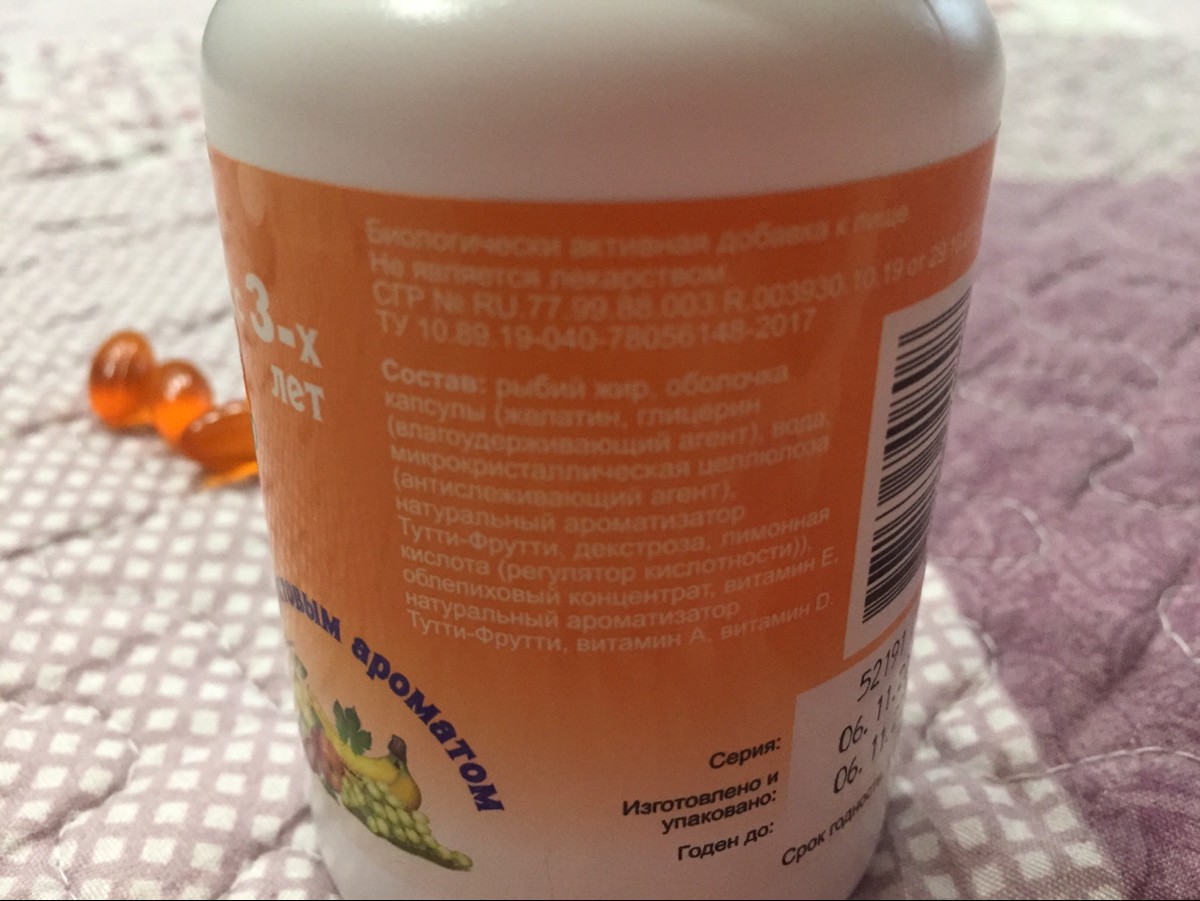 3-х
лет
Биологически активная добавка к пище
Не является лекарством
СГР № RU.77.99.88.003.R.003930.10.19 от 29.10
ТУ 10.89.19-040-78056148-2017
Состав: рыбий жир, оболочка
капсулы (желатин, глицерин
(влагоудерживающий агент), вода,
микрокристаллическая целлюлоза
(антислеживающий агент),
натуральный ароматизатор
Тутти-Фрутти, декстроза, лимонная
кислота (регулятор кислотности)),
облепиховый концентрат, витамин Е,
натуральный ароматизатор
Тутти-Фрутти, витамин А, витамин D.
ароматом
Серия: 52191
Изготовлено и
упаковано: 06. 11.
Годен до: 06. 11.
Срок годности